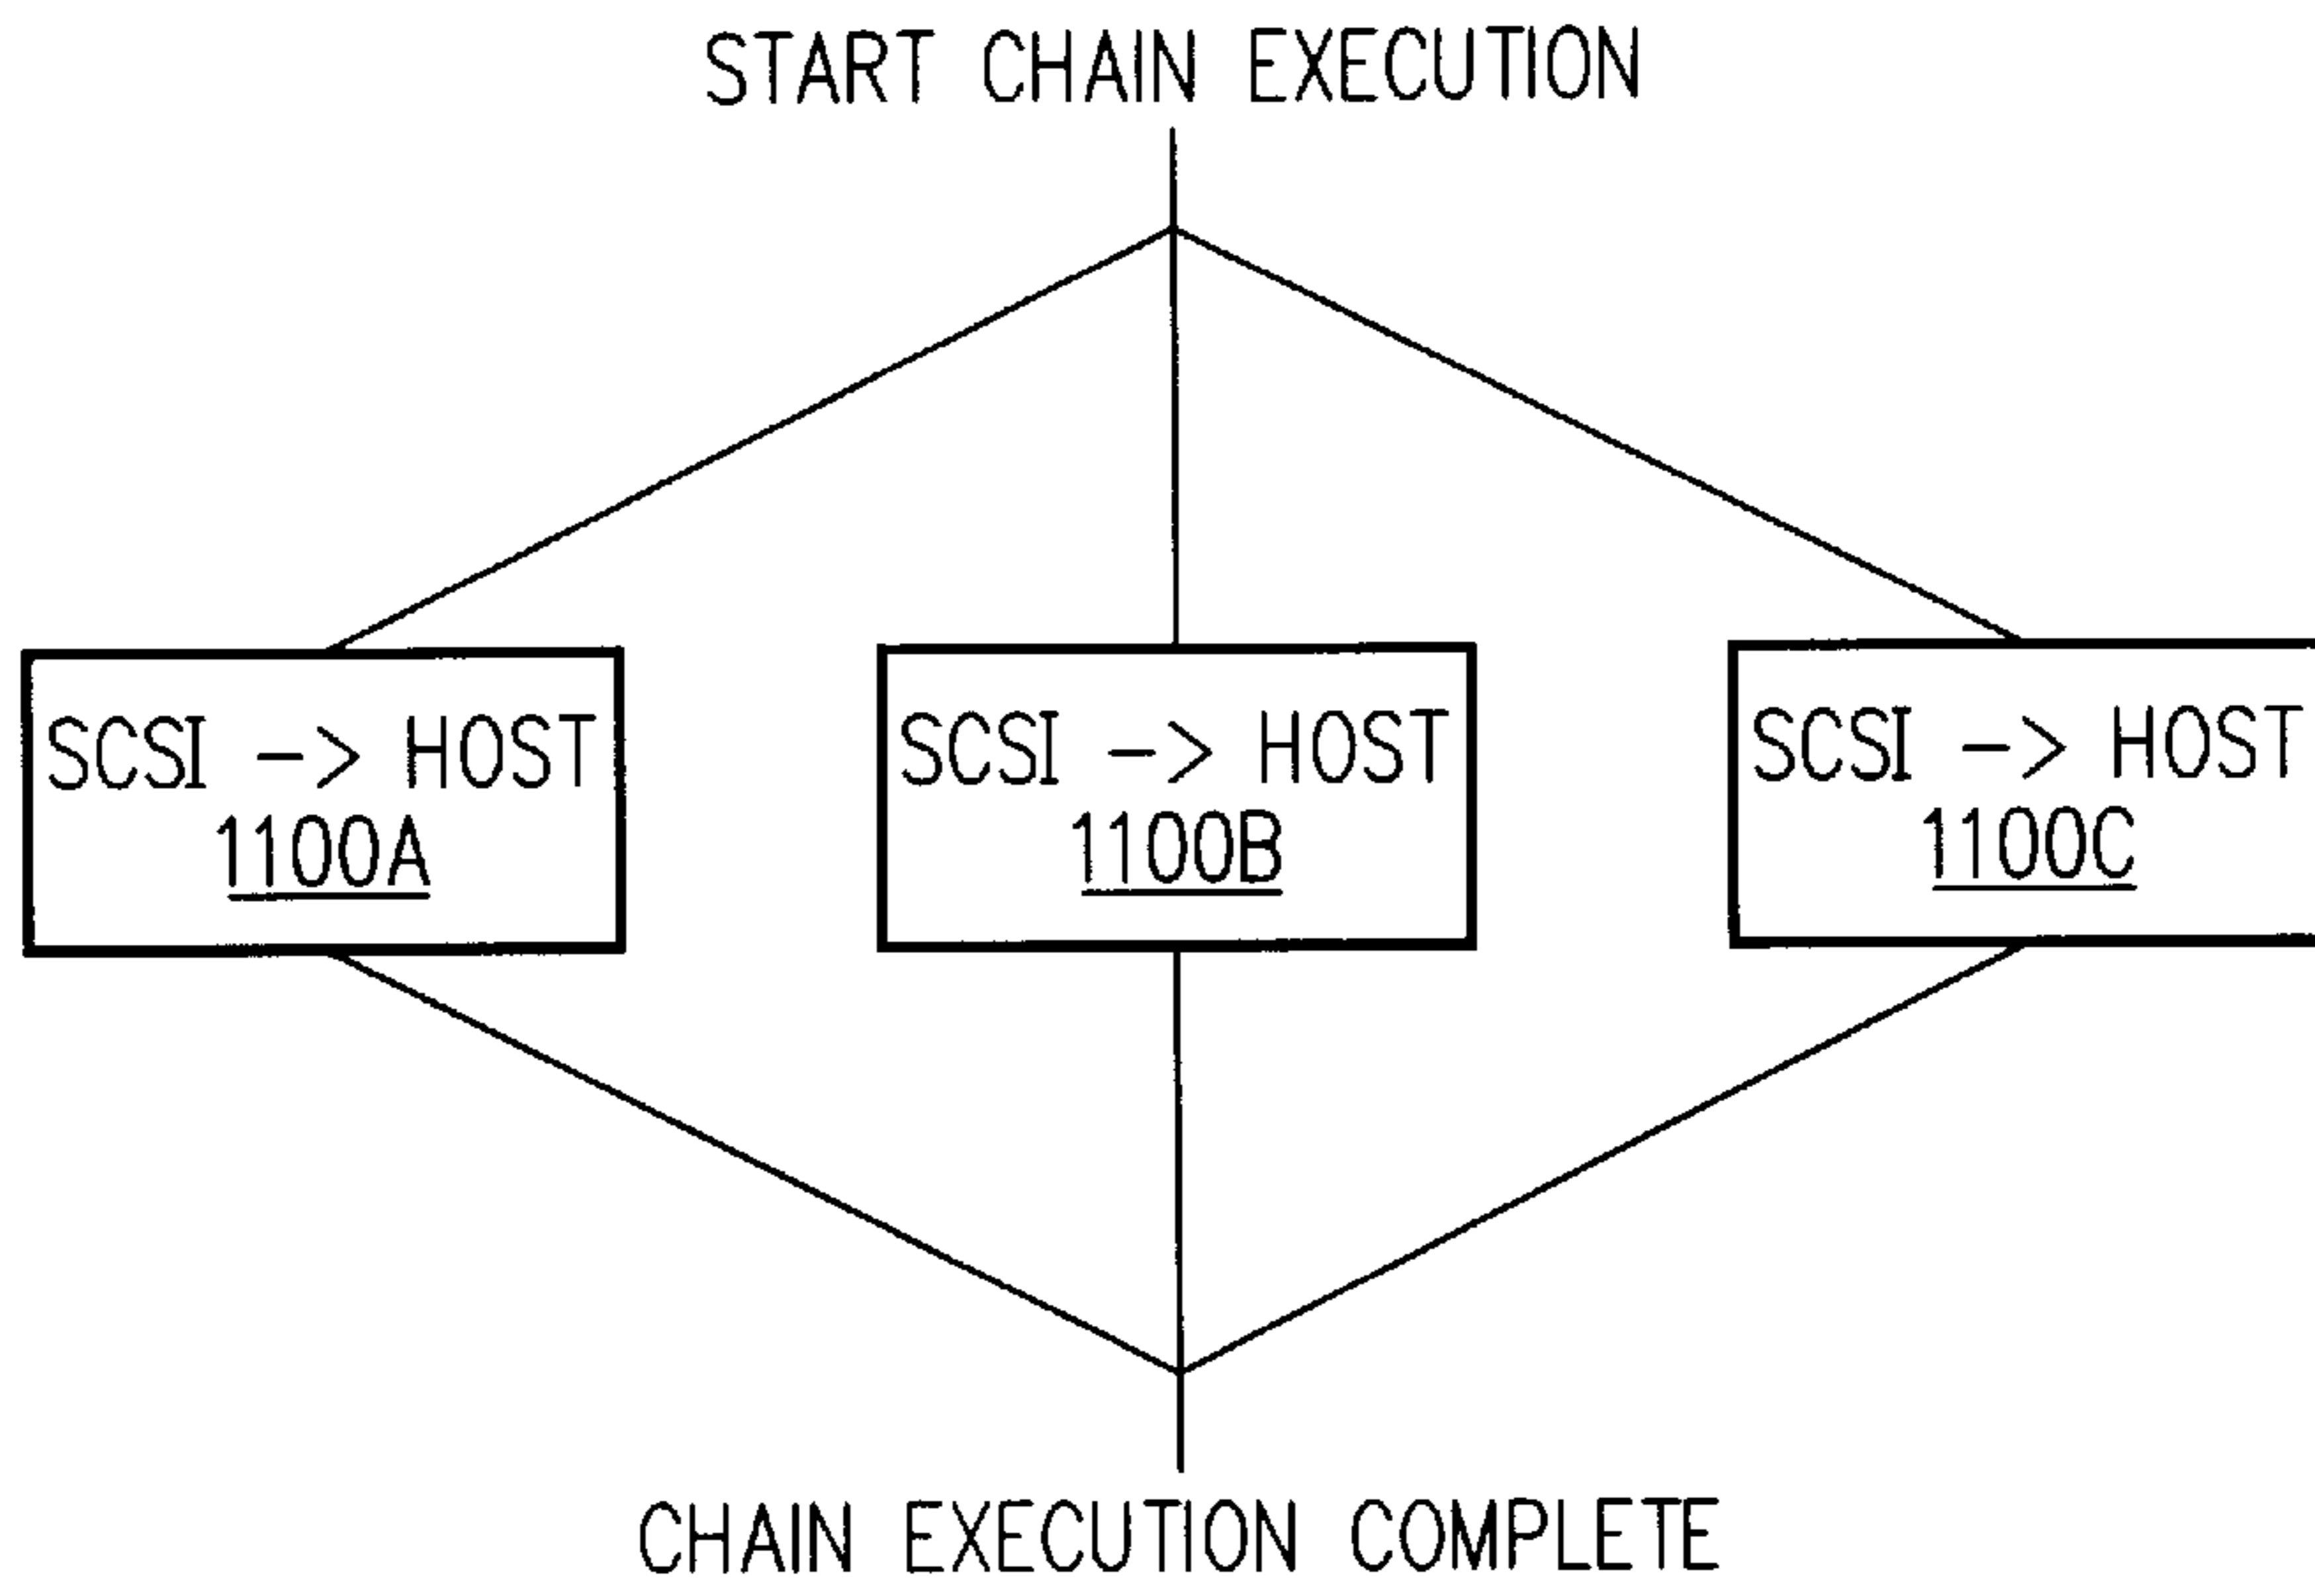 START CHAIN EXECUTION
SCSI -> HOST
1100A
SCSI -> HOST
1100B
SCSI -> HOST
1100C
CHAIN EXECUTION COMPLETE